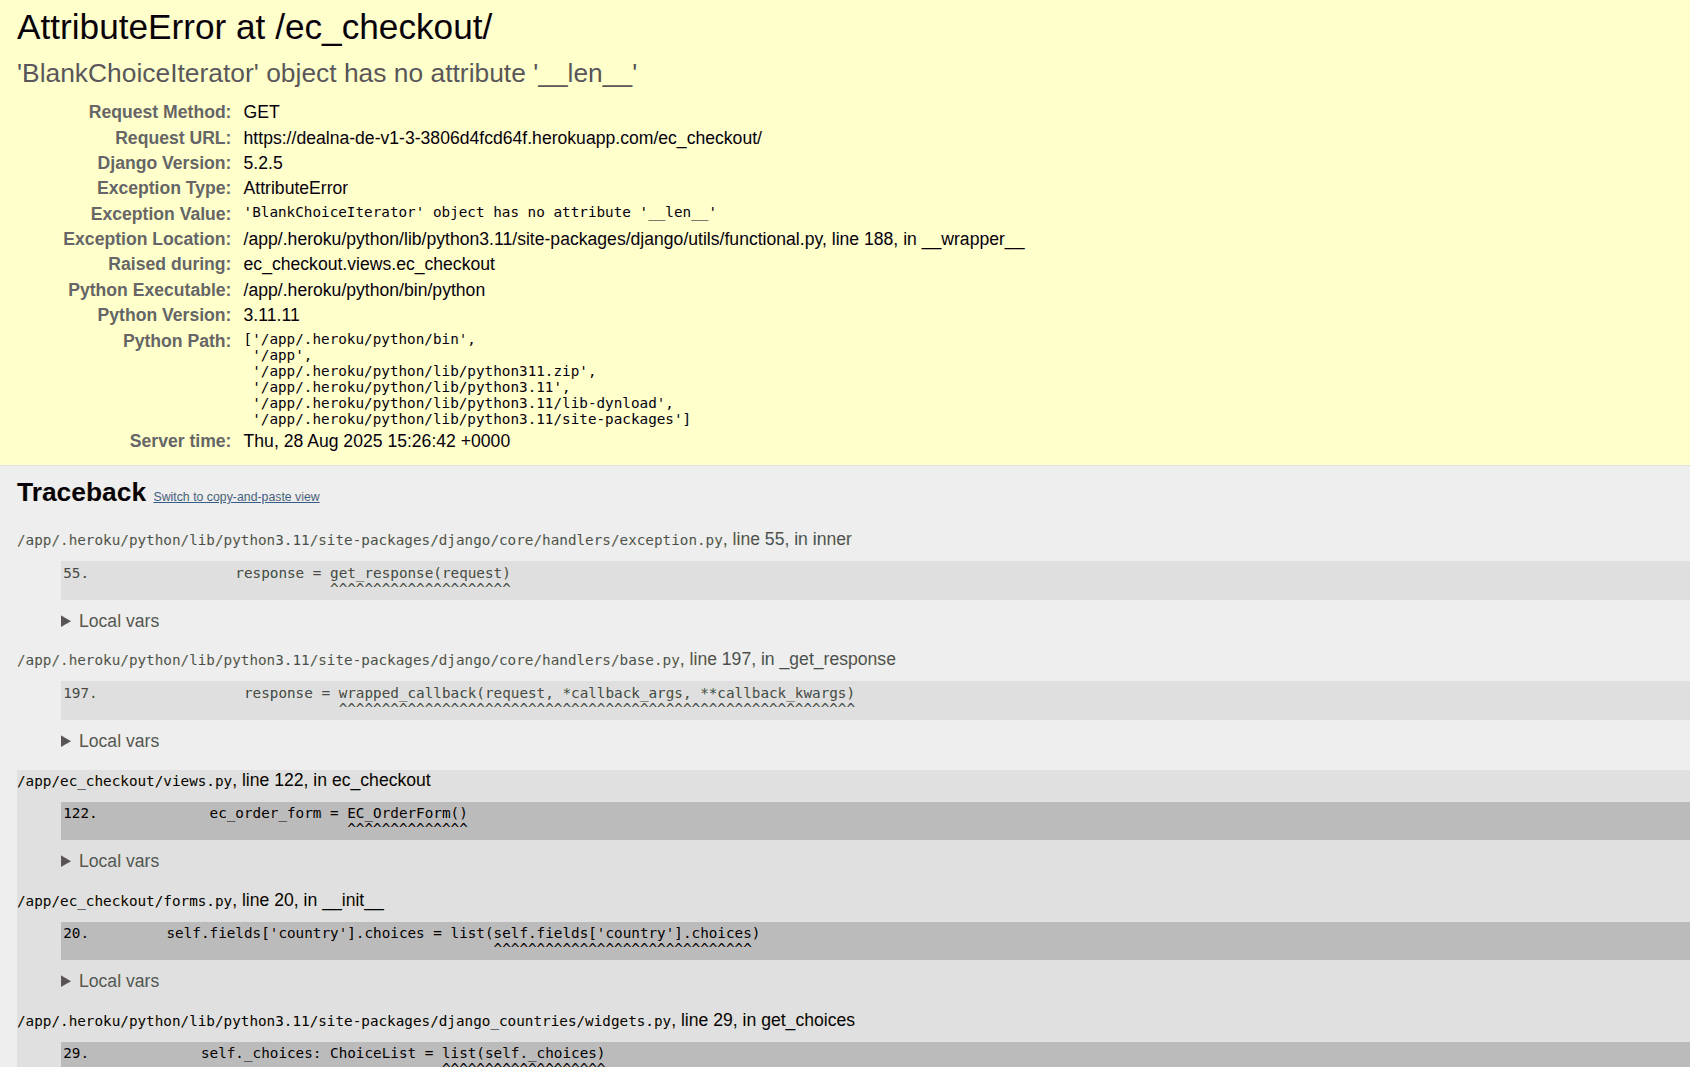 AttributeError at /ec_checkout/
'BlankChoiceIterator' object has no attribute '__len__'
Request Method: GET
Request URL: https://dealna-de-v1-3-3806d4fcd64f.herokuapp.com/ec_checkout/
Django Version: 5.2.5
Exception Type: AttributeError
Exception Value: 'BlankChoiceIterator' object has no attribute '__len__'
Exception Location: /app/.heroku/python/lib/python3.11/site-packages/django/utils/functional.py, line 188, in __wrapper__
Raised during: ec_checkout.views.ec_checkout
Python Executable: /app/.heroku/python/bin/python
Python Version: 3.11.11
Python Path: ['/app/.heroku/python/bin',
'/app',
'/app/.heroku/python/lib/python311.zip',
'/app/.heroku/python/lib/python3.11',
'/app/.heroku/python/lib/python3.11/lib-dynload',
'/app/.heroku/python/lib/python3.11/site-packages']
Server time: Thu, 28 Aug 2025 15:26:42 +0000
Traceback Switch to copy-and-paste view
/app/.heroku/python/lib/python3.11/site-packages/django/core/handlers/exception.py, line 55, in inner
55. response = get_response(request)
^^^^^^^^^^^^^^^^^^^^^
▶ Local vars
/app/.heroku/python/lib/python3.11/site-packages/django/core/handlers/base.py, line 197, in _get_response
197. response = wrapped_callback(request, *callback_args, **callback_kwargs)
^^^^^^^^^^^^^^^^^^^^^^^^^^^^^^^^^^^^^^^^^^^^^^^^^^^^^^^^^^^^
▶ Local vars
/app/ec_checkout/views.py, line 122, in ec_checkout
122. ec_order_form = EC_OrderForm()
^^^^^^^^^^^^^^
▶ Local vars
/app/ec_checkout/forms.py, line 20, in __init__
20. self.fields['country'].choices = list(self.fields['country'].choices)
^^^^^^^^^^^^^^^^^^^^^^^^^^^^^^
▶ Local vars
/app/.heroku/python/lib/python3.11/site-packages/django_countries/widgets.py, line 29, in get_choices
29. self._choices: ChoiceList = list(self._choices)
^^^^^^^^^^^^^^^^^^^